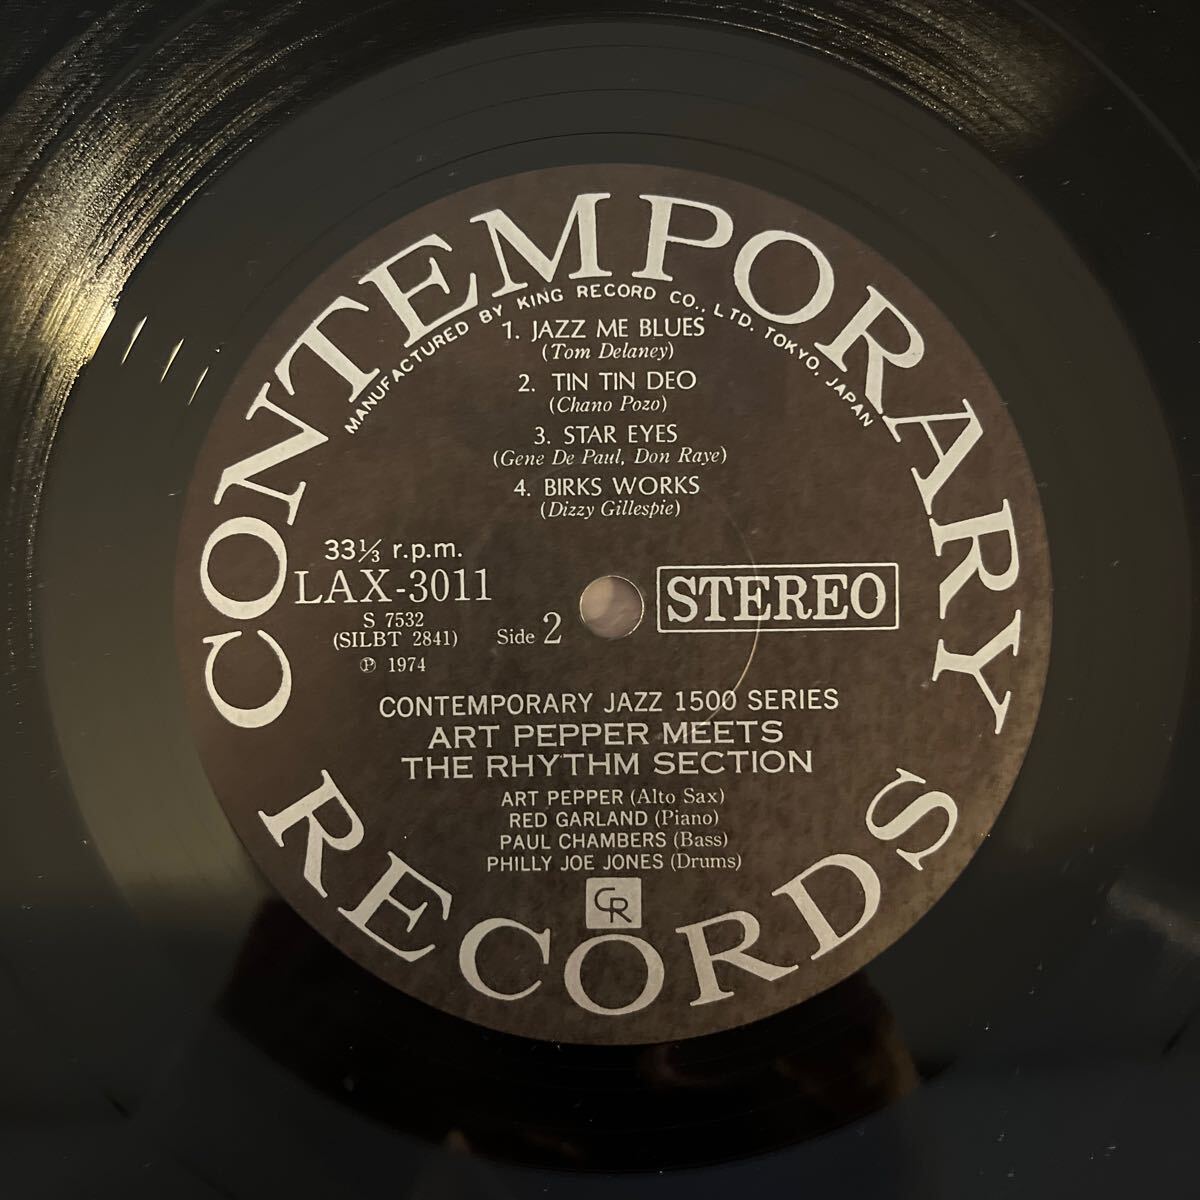 CONTEMPORARY
MANUFACTURED BY KING RECORD CO., LTD. TOKYO, JAPAN
1. JAZZ ME BLUES
(Tom Delaney)
2. TIN TIN DEO
(Chano Pozo)
3. STAR EYES
(Gene De Paul, Don Raye)
4. BIRKS WORKS
(Dizzy Gillespie)
33⅓ r.p.m.
LAX-3011
S 7532
(SILBT 2841)
℗ 1974
Side 2
STEREO
CONTEMPORARY JAZZ 1500 SERIES
ART PEPPER MEETS
THE RHYTHM SECTION
ART PEPPER (Alto Sax)
RED GARLAND (Piano)
PAUL CHAMBERS (Bass)
PHILLY JOE JONES (Drums)
CR
RECORDS